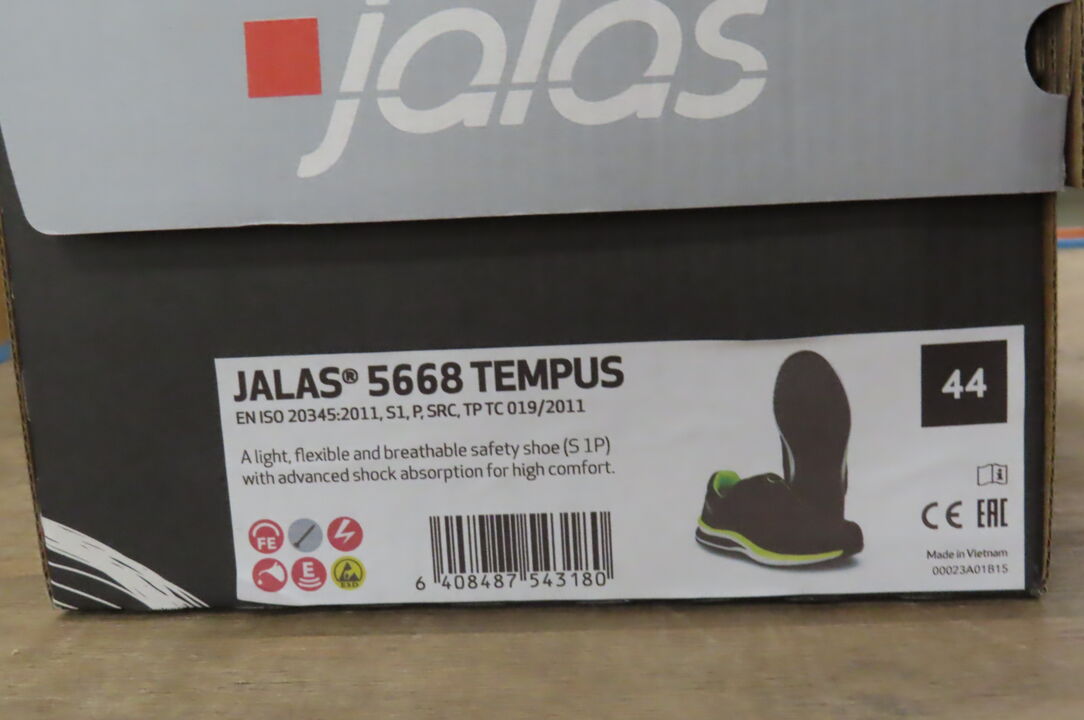 jalas
JALAS® 5668 TEMPUS
EN ISO 20345:2011, S1, P, SRC, TP TC 019/2011
A light, flexible and breathable safety shoe (S 1P)
with advanced shock absorption for high comfort.
44
FE
E
ESD
6 408487 543180
CE EAC
Made in Vietnam
00023A01B1S